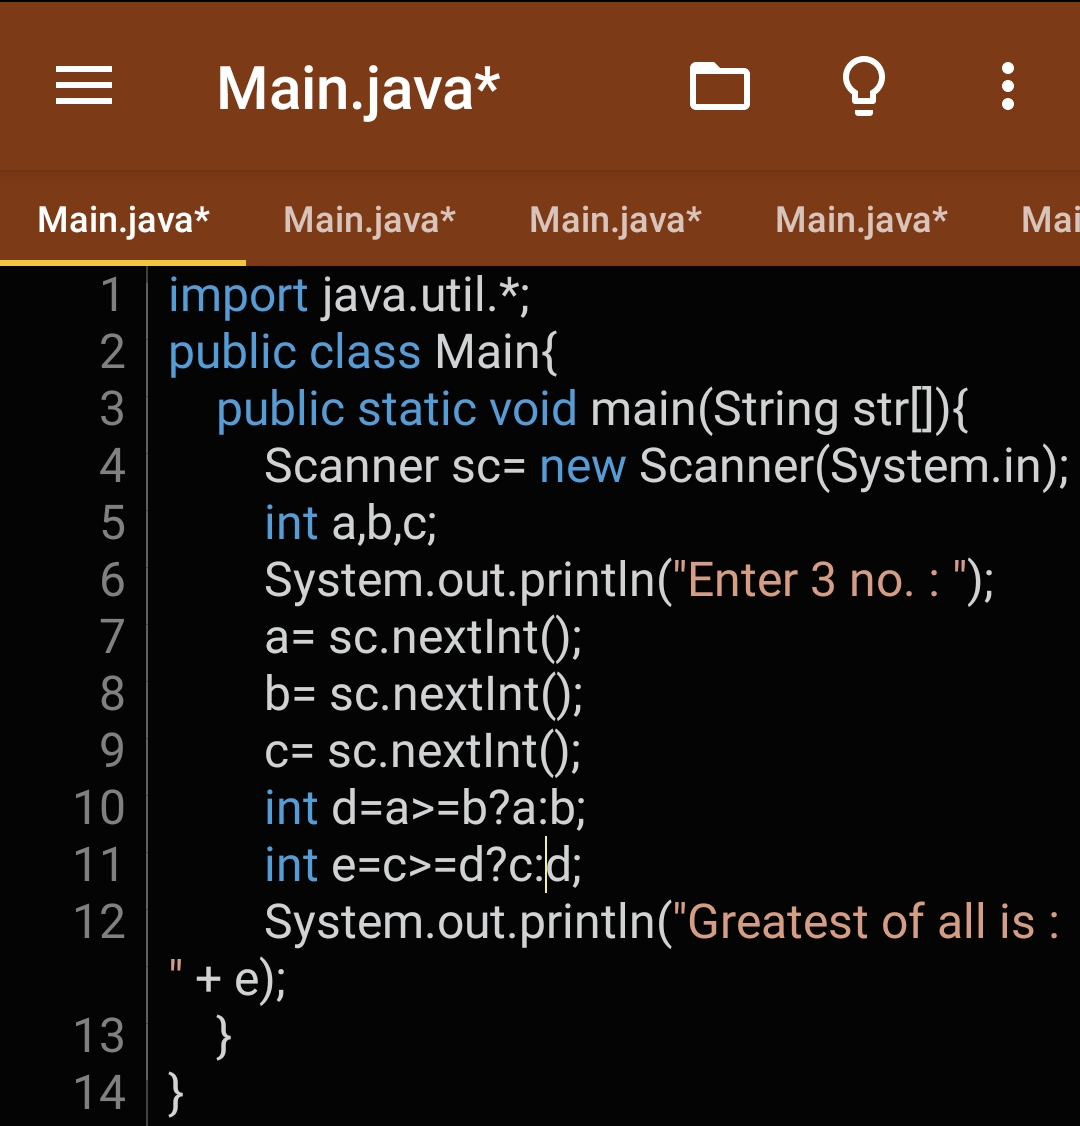 Main.java*
Main.java* Main.java* Main.java* Main.java* Mai
1 import java.util.*;
2 public class Main{
3 public static void main(String str[]){
4 Scanner sc= new Scanner(System.in);
5 int a,b,c;
6 System.out.println("Enter 3 no. : ");
7 a= sc.nextInt();
8 b= sc.nextInt();
9 c= sc.nextInt();
10 int d=a>=b?a:b;
11 int e=c>=d?c:d;
12 System.out.println("Greatest of all is :
" + e);
13 }
14 }